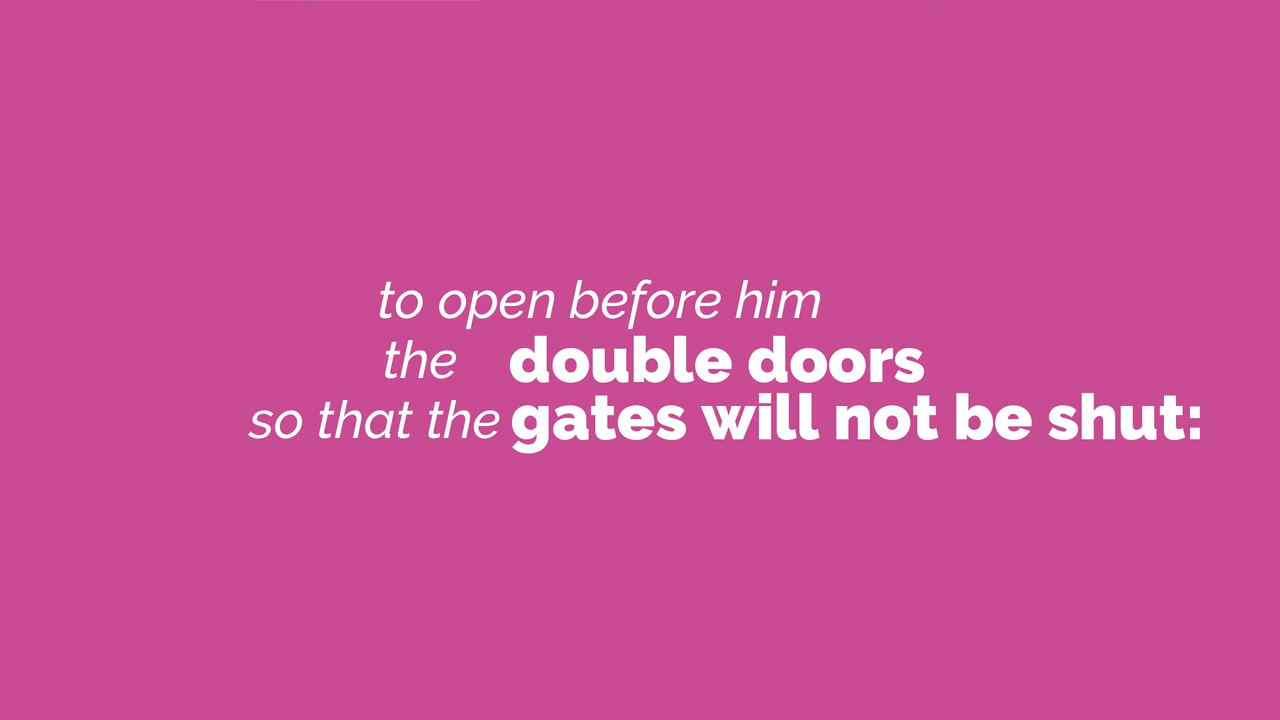 to open before him
the double doors
so that the gates will not be shut: